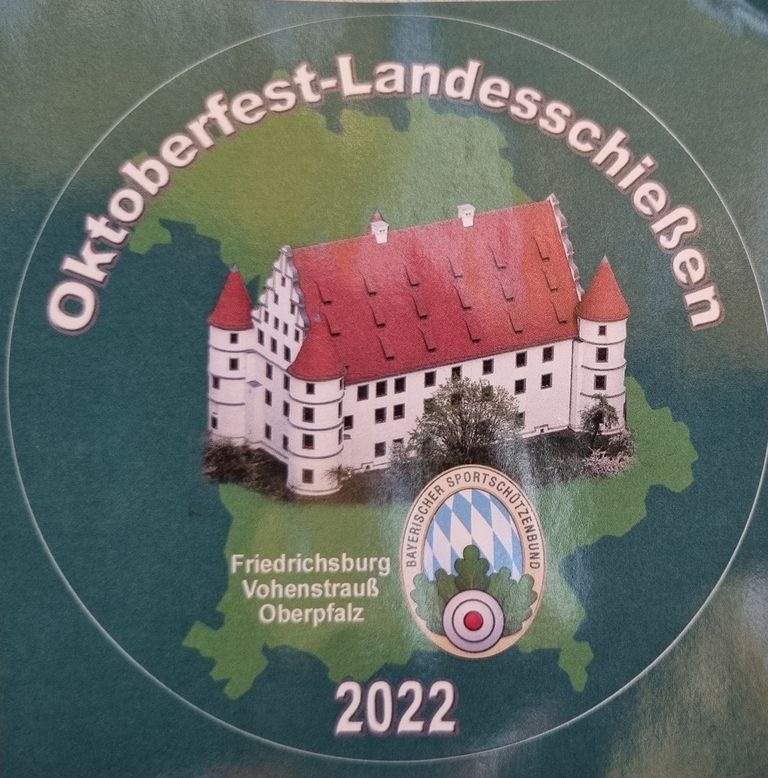 Oktoberfest-Landesschießen
BAYERISCHER SPORTSCHÜTZENBUND
Friedrichsburg
Vohenstrauß
Oberpfalz
2022